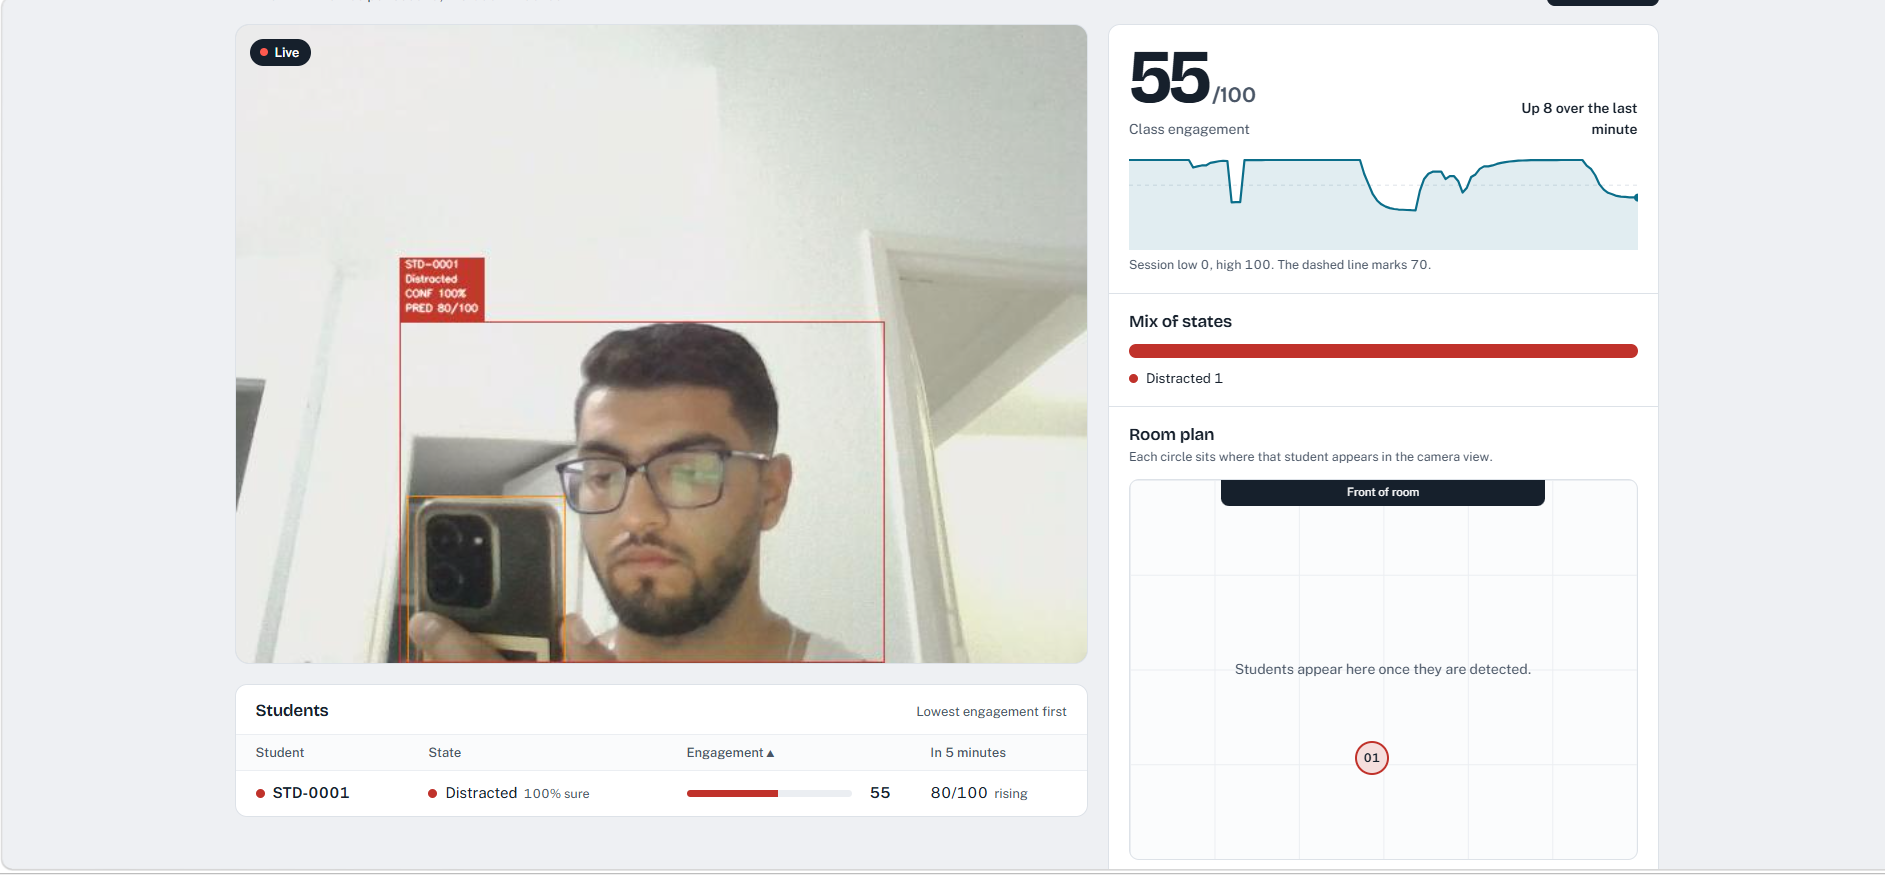 Live
STD-0001
Distracted
CONF 100%
PRED 80/100
55/100
Class engagement
Up 8 over the last
minute
Session low 0, high 100. The dashed line marks 70.
Mix of states
Distracted 1
Room plan
Each circle sits where that student appears in the camera view.
Front of room
Students appear here once they are detected.
01
Students
Lowest engagement first
Student State Engagement▲ In 5 minutes
STD-0001 Distracted 100% sure 55 80/100 rising